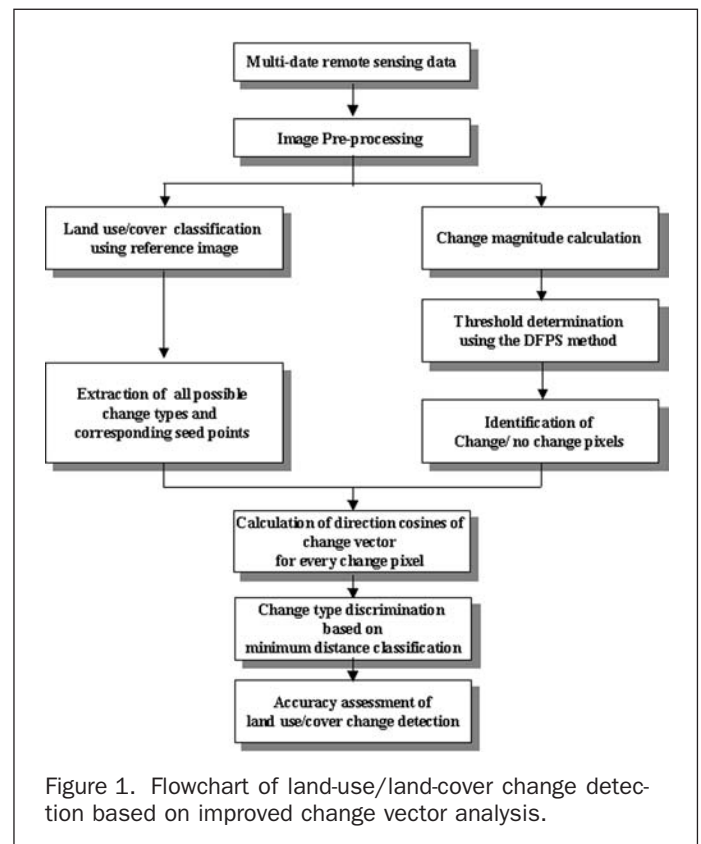 Multi-date remote sensing data
Image Pre-processing
Land use/cover classification
using reference image
Change magnitude calculation
Threshold determination
using the DFPS method
Extraction of all possible
change types and
corresponding seed points
Identification of
Change/ no change pixels
Calculation of direction cosines of
change vector
for every change pixel
Change type discrimination
based on
minimum distance classification
Accuracy assessment of
land use/cover change detection
Figure 1. Flowchart of land-use/land-cover change detec-
tion based on improved change vector analysis.